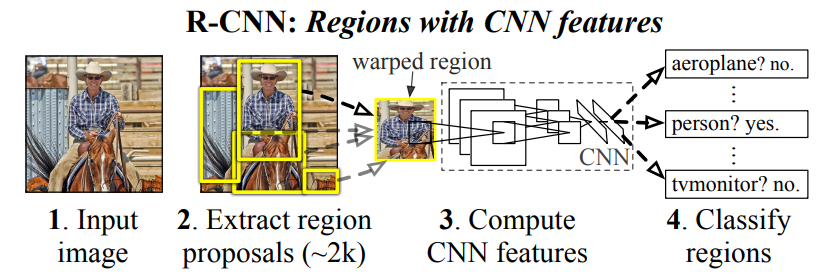 R-CNN: Regions with CNN features
warped region
aeroplane? no.
person? yes.
tvmonitor? no.
CNN
1. Input
image
2. Extract region
proposals (~2k)
3. Compute
CNN features
4. Classify
regions